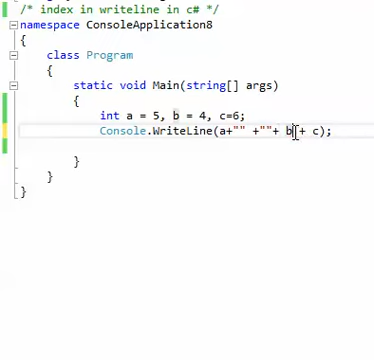 /* index in writeline in c# */
namespace ConsoleApplication8
{
class Program
{
static void Main(string[] args)
{
int a = 5, b = 4, c=6;
Console.WriteLine(a+"" +""+ b + c);
}
}
}